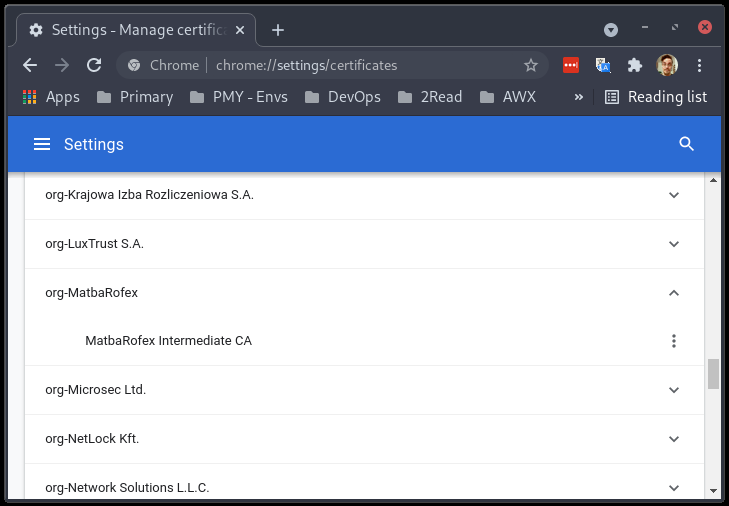 Settings - Manage certific
Chrome | chrome://settings/certificates
Apps Primary PMY - Envs DevOps 2Read AWX » Reading list
Settings
org-Krajowa Izba Rozliczeniowa S.A.
org-LuxTrust S.A.
org-MatbaRofex
MatbaRofex Intermediate CA
org-Microsec Ltd.
org-NetLock Kft.
org-Network Solutions L.L.C.